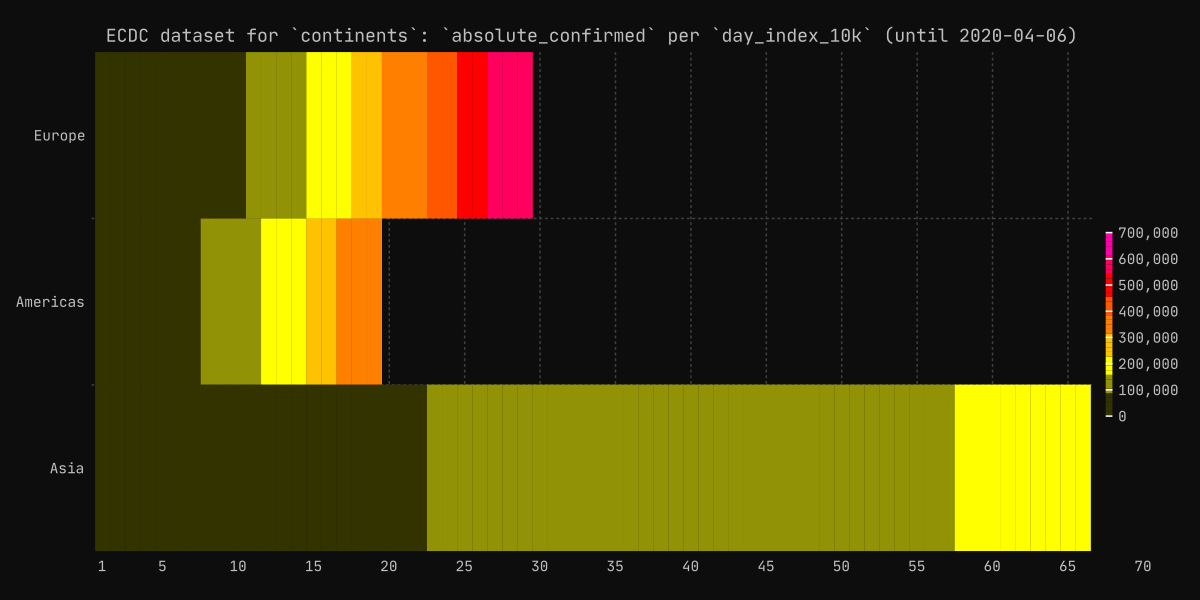 ECDC dataset for `continents`: `absolute_confirmed` per `day_index_10k` (until 2020-04-06)
Europe
Americas
Asia
700,000
600,000
500,000
400,000
300,000
200,000
100,000
0
1 5 10 15 20 25 30 35 40 45 50 55 60 65 70